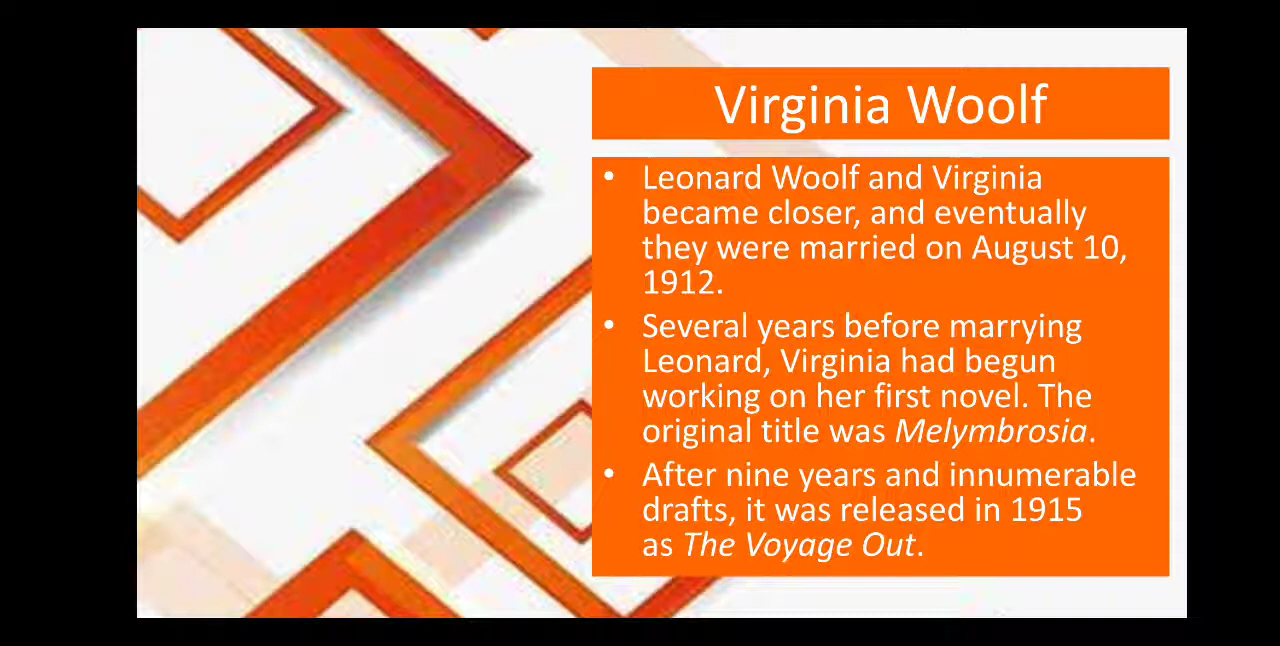 Virginia Woolf
• Leonard Woolf and Virginia
became closer, and eventually
they were married on August 10,
1912.
• Several years before marrying
Leonard, Virginia had begun
working on her first novel. The
original title was Melymbrosia.
• After nine years and innumerable
drafts, it was released in 1915
as The Voyage Out.